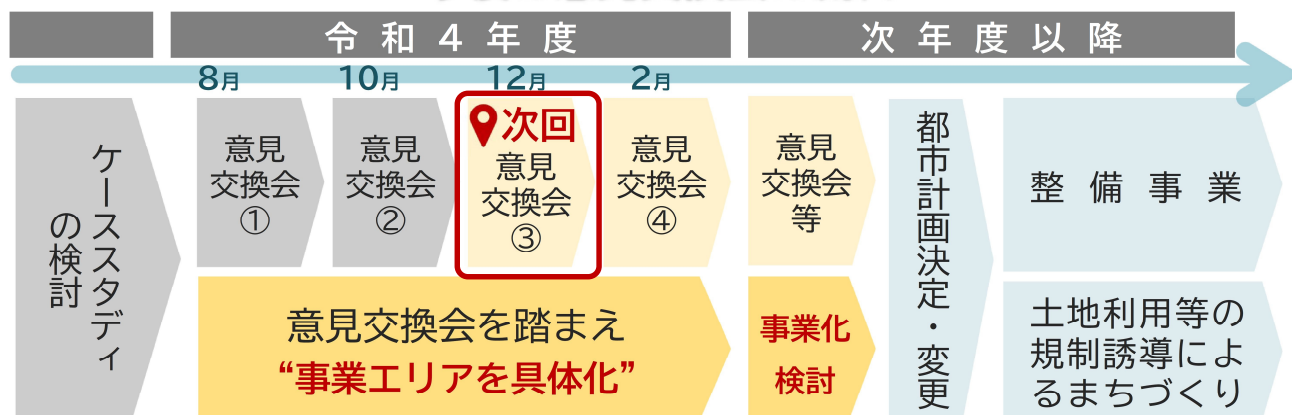 令和4年度
次年度以降
8月
10月
12月
2月
ケーススタディ
の検討
意見
交換会
①
意見
交換会
②
次回
意見
交換会
③
意見
交換会
④
意見
交換会
等
都市計画決定・変更
整備事業
意見交換会を踏まえ
“事業エリアを具体化”
事業化
検討
土地利用等の
規制誘導によ
るまちづくり